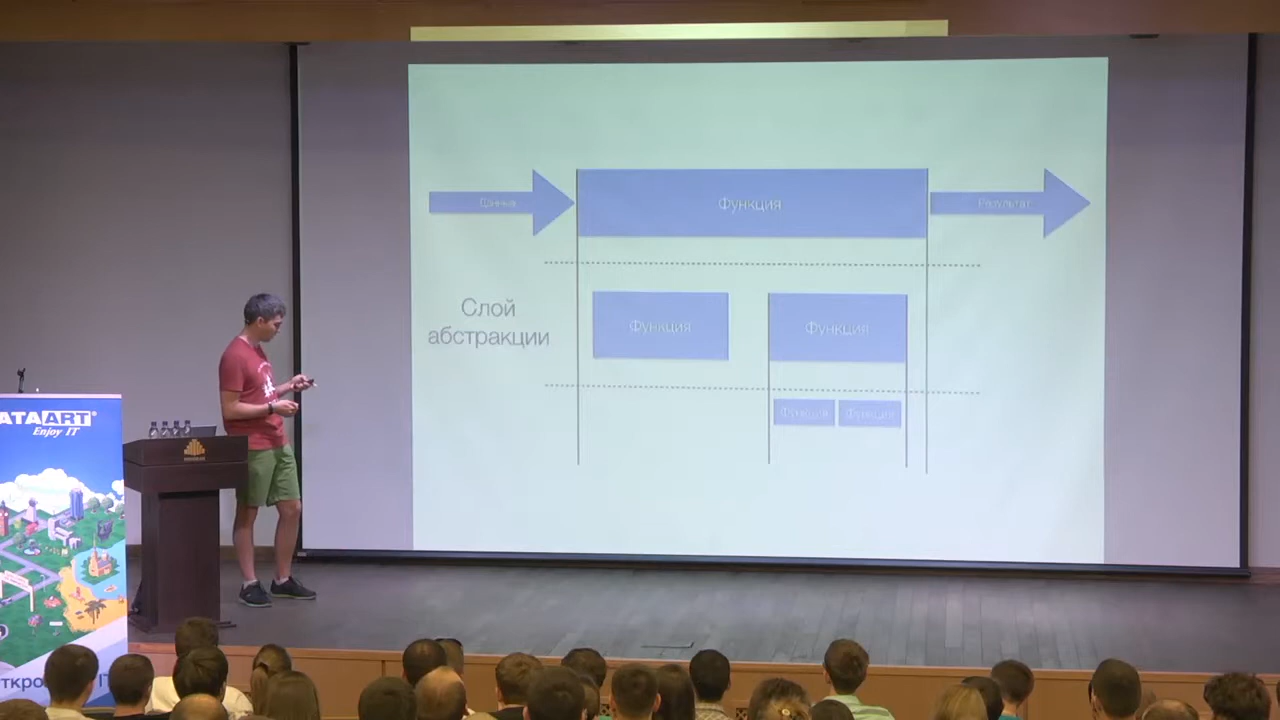 Данные
Функция
Результат
Слой
абстракции
Функция
Функция
Функция
Функция
DATAART®
Enjoy IT